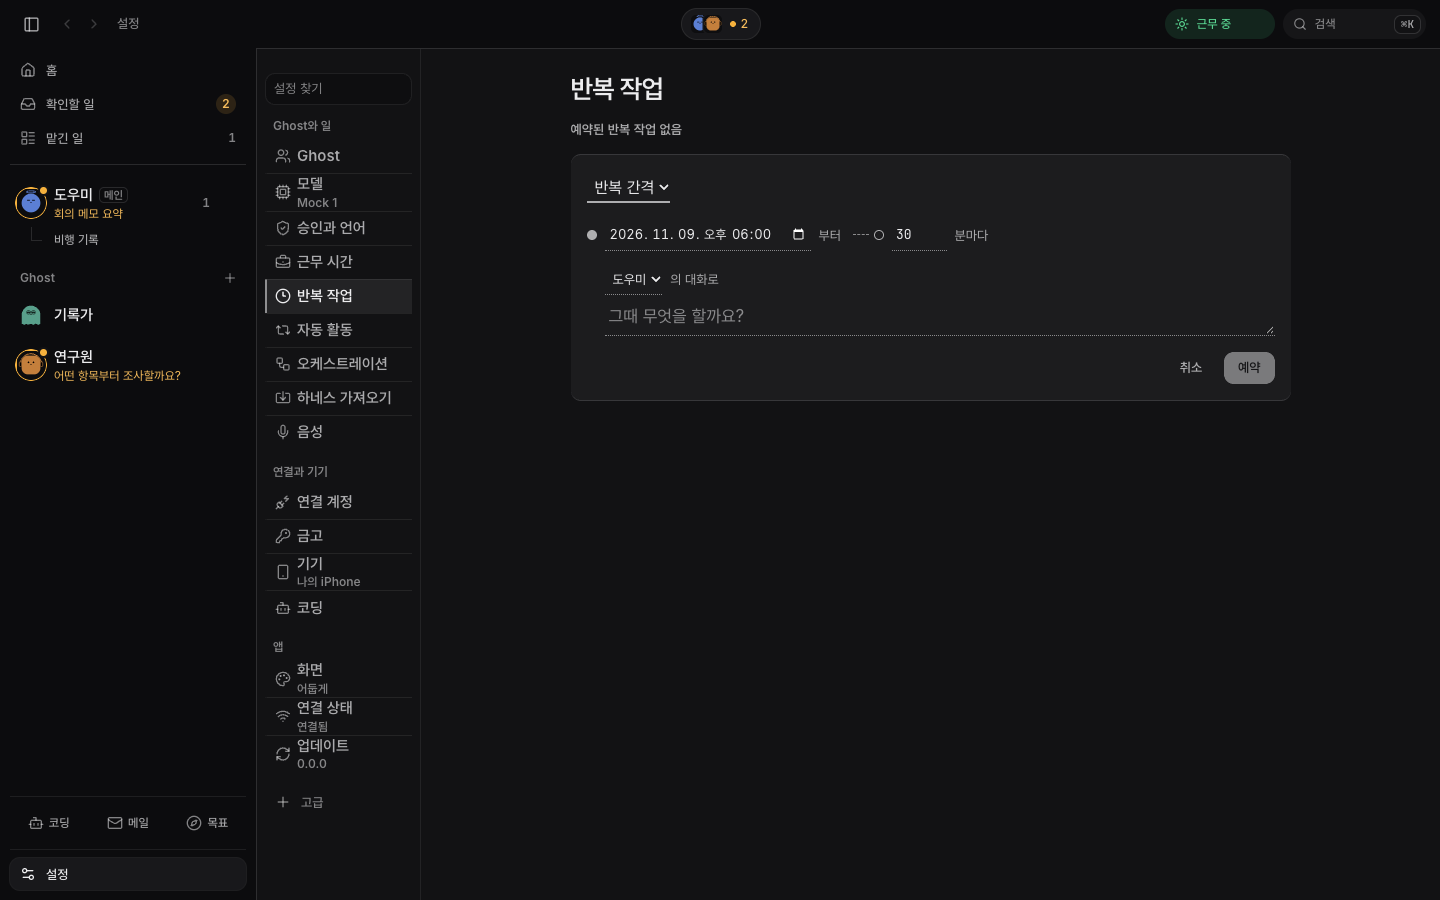 설정
2
근무 중
검색
⌘K
홈
확인할 일
2
맡긴 일
1
도우미
메인
회의 메모 요약
1
비행 기록
Ghost
기록가
연구원
어떤 항목부터 조사할까요?
코딩
메일
목표
설정
설정 찾기
Ghost와 일
Ghost
모델
Mock 1
승인과 언어
근무 시간
반복 작업
자동 활동
오케스트레이션
하네스 가져오기
음성
연결과 기기
연결 계정
금고
기기
나의 iPhone
코딩
앱
화면
어둡게
연결 상태
연결됨
업데이트
0.0.0
고급
반복 작업
예약된 반복 작업 없음
반복 간격
2026. 11. 09. 오후 06:00 부터 30 분마다
도우미 의 대화로
그때 무엇을 할까요?
취소
예약